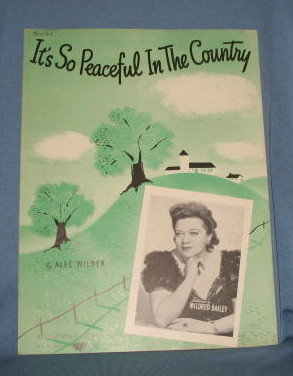 It's So Peaceful In The Country
By ALEC WILDER
MILDRED BAILEY